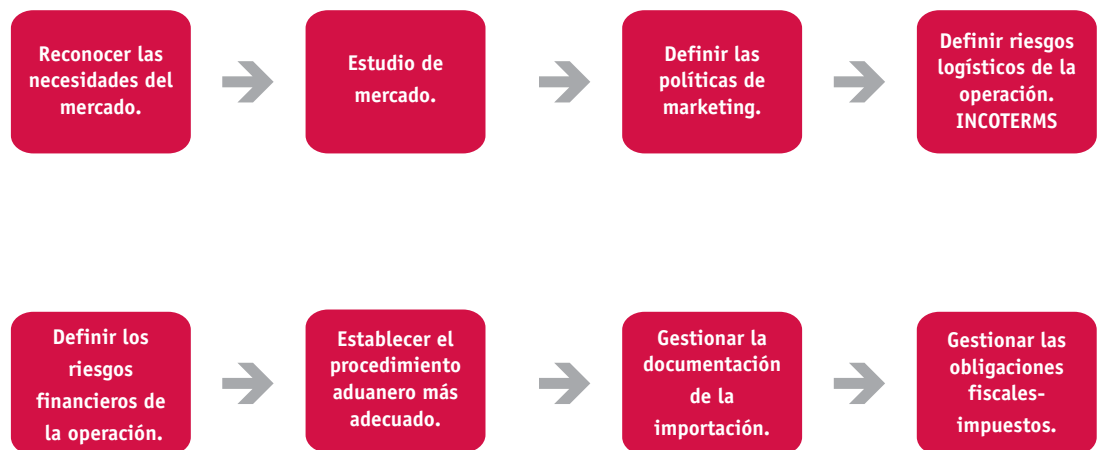 Reconocer las
necesidades del
mercado.
Estudio de
mercado.
Definir las
políticas de
marketing.
Definir riesgos
logísticos de la
operación.
INCOTERMS
Definir los
riesgos
financieros de
la operación.
Establecer el
procedimiento
aduanero más
adecuado.
Gestionar la
documentación
de la
importación.
Gestionar las
obligaciones
fiscales-
impuestos.